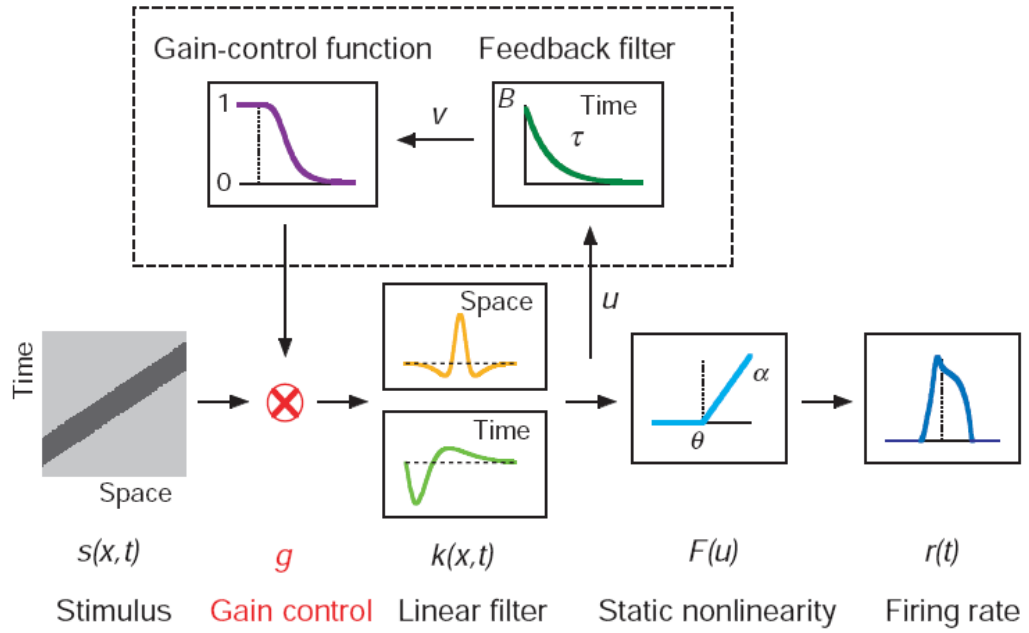 Gain-control function
Feedback filter
1
0
v
B
Time
τ
u
Time
Space
Space
Time
θ
α
s(x,t)
g
k(x,t)
F(u)
r(t)
Stimulus
Gain control
Linear filter
Static nonlinearity
Firing rate